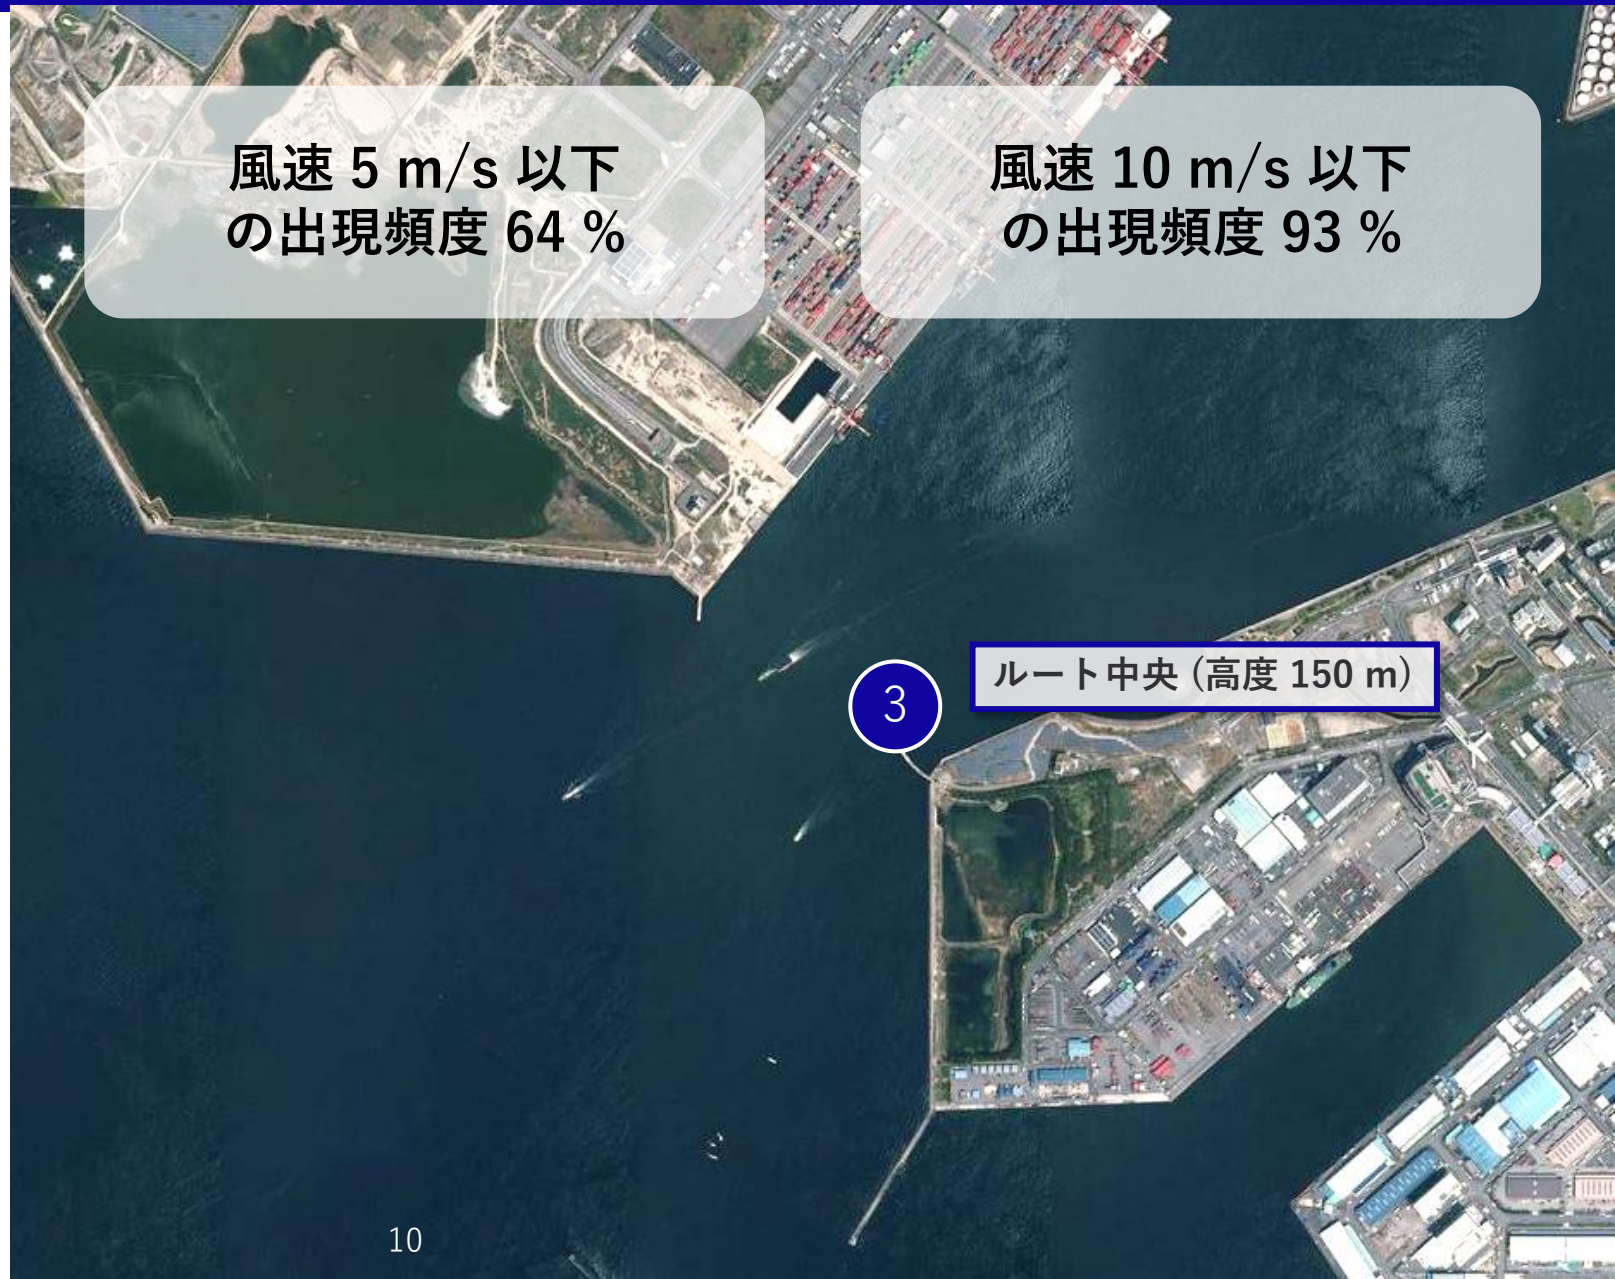 風速 5 m/s 以下
の出現頻度 64 %
風速 10 m/s 以下
の出現頻度 93 %
ルート中央 (高度 150 m)
3
10